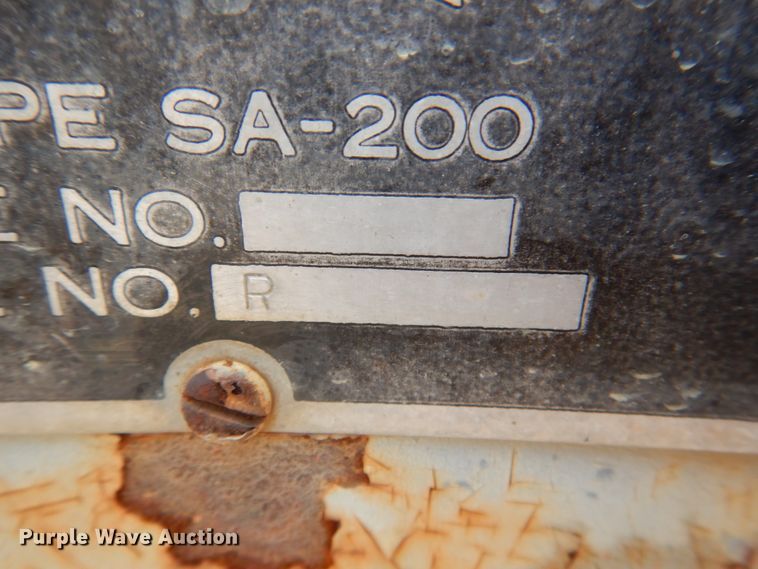 PE SA-200
E NO.
NO. R
Purple Wave Auction